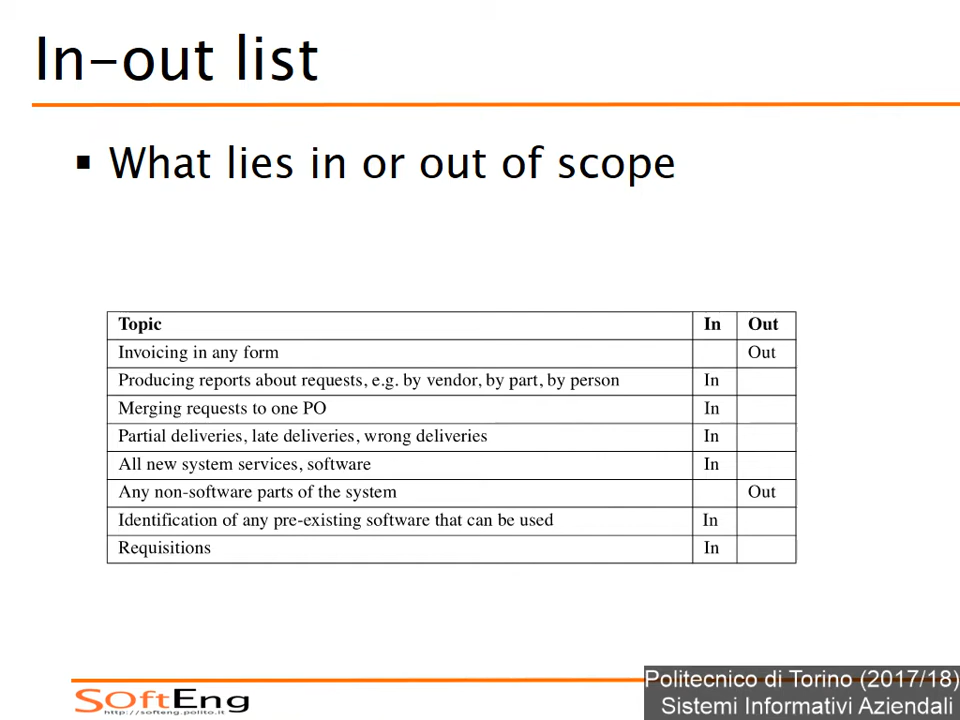 In-out list
▪ What lies in or out of scope
Topic In Out
Invoicing in any form Out
Producing reports about requests, e.g. by vendor, by part, by person In
Merging requests to one PO In
Partial deliveries, late deliveries, wrong deliveries In
All new system services, software In
Any non-software parts of the system Out
Identification of any pre-existing software that can be used In
Requisitions In
SoftEng
http://softeng.polito.it
Politecnico di Torino (2017/18)
Sistemi Informativi Aziendali